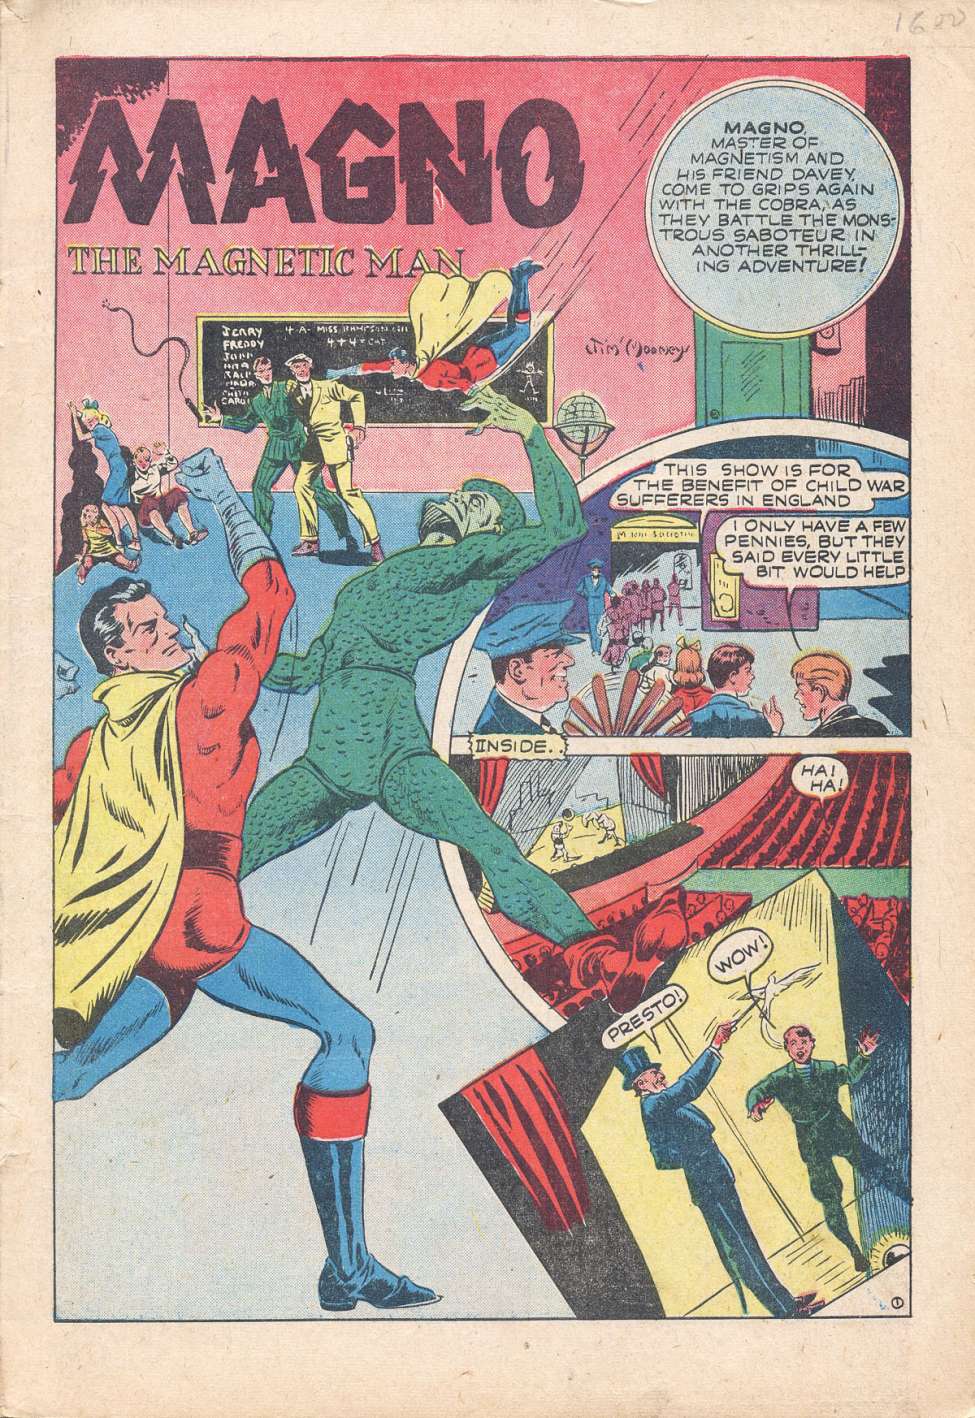 1600
MAGNO
THE MAGNETIC MAN
MAGNO,
MASTER OF
MAGNETISM AND
HIS FRIEND DAVEY,
COME TO GRIPS AGAIN
WITH THE COBRA, AS
THEY BATTLE THE MONS-
TROUS SABOTEUR IN
ANOTHER THRILL-
ING ADVENTURE!
JERRY
FREDDY
JOHN
4-A- MISS
4+4=CAT
Jim Mooney
THIS SHOW IS FOR
THE BENEFIT OF CHILD WAR
SUFFERERS IN ENGLAND
I ONLY HAVE A FEW
PENNIES, BUT THEY
SAID EVERY LITTLE
BIT WOULD HELP
INSIDE..
HA!
HA!
WOW!
PRESTO!
1